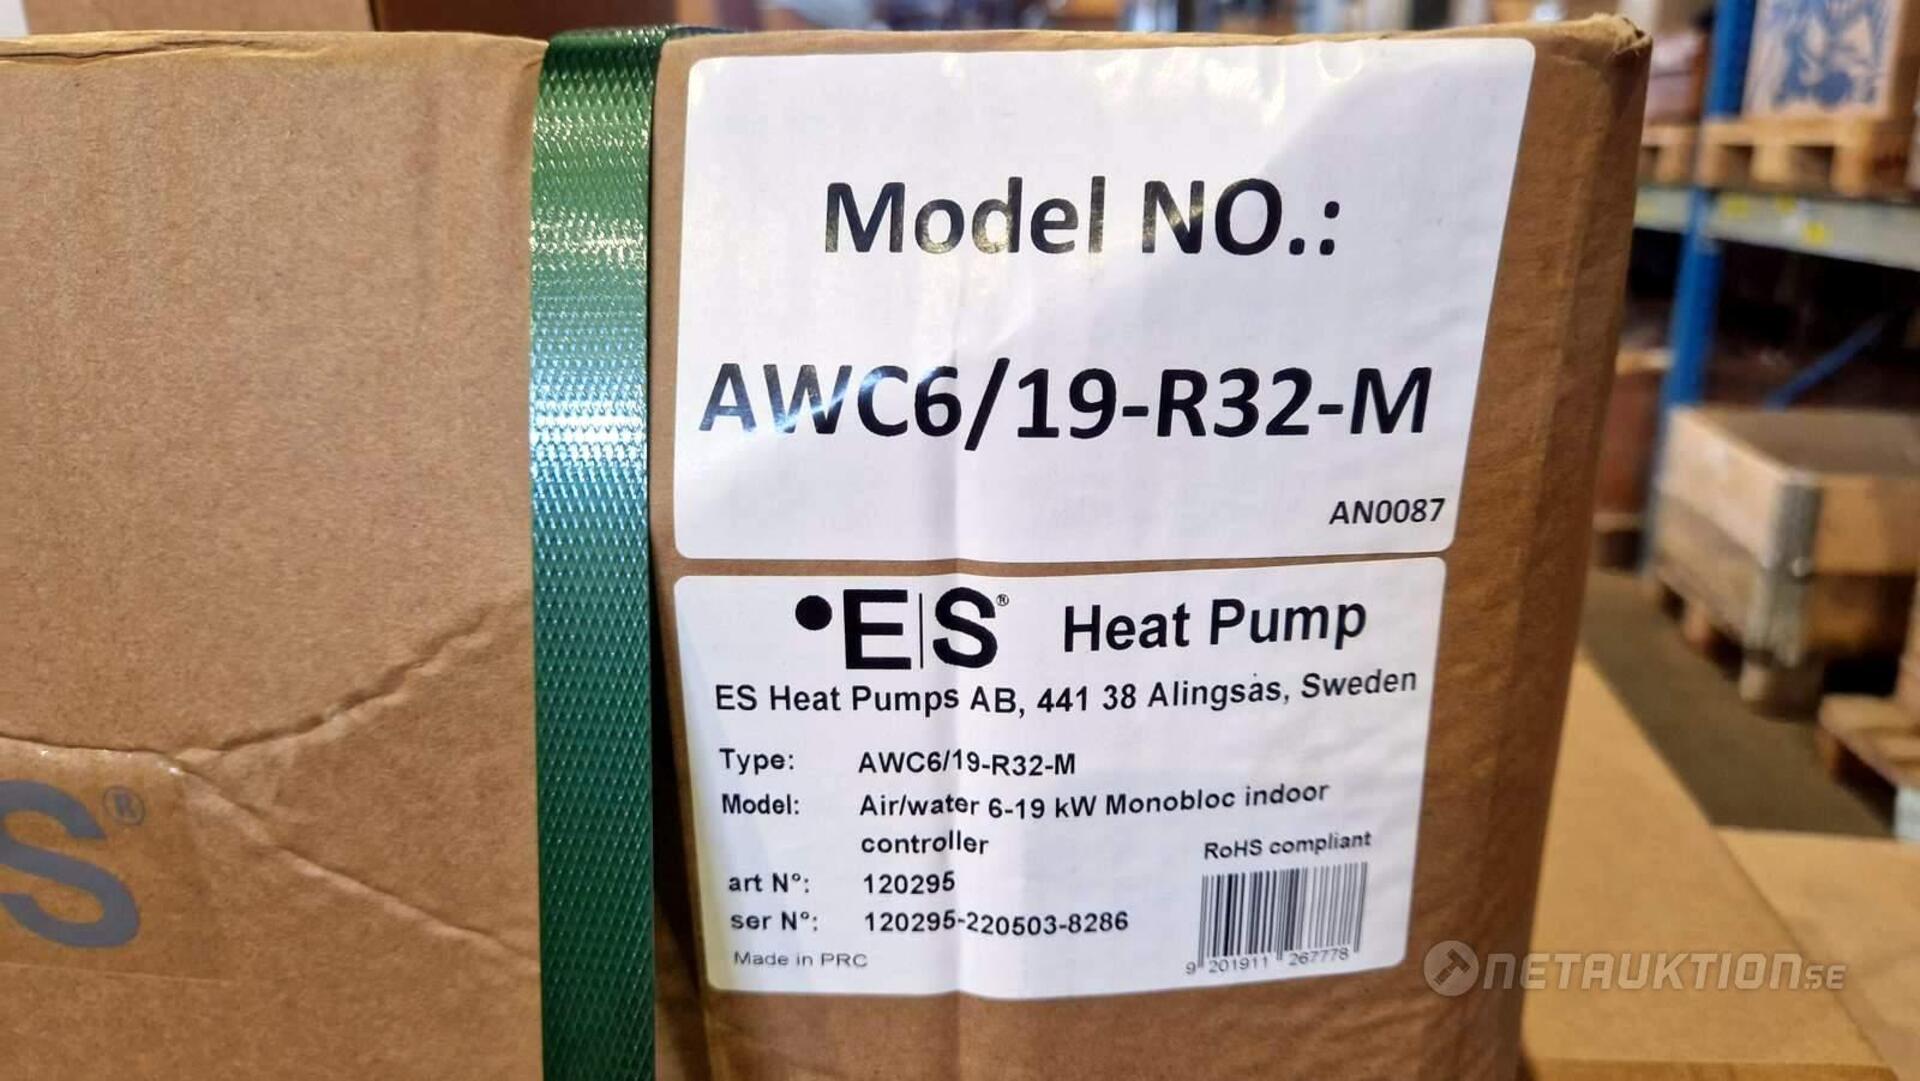 Model NO.:
AWC6/19-R32-M
AN0087
•E|S® Heat Pump
ES Heat Pumps AB, 441 38 Alingsås, Sweden
Type: AWC6/19-R32-M
Model: Air/water 6-19 kW Monobloc indoor
controller
RoHS compliant
art N°: 120295
ser N°: 120295-220503-8286
Made in PRC
9 201911 267778
S®
NETAUKTION.SE